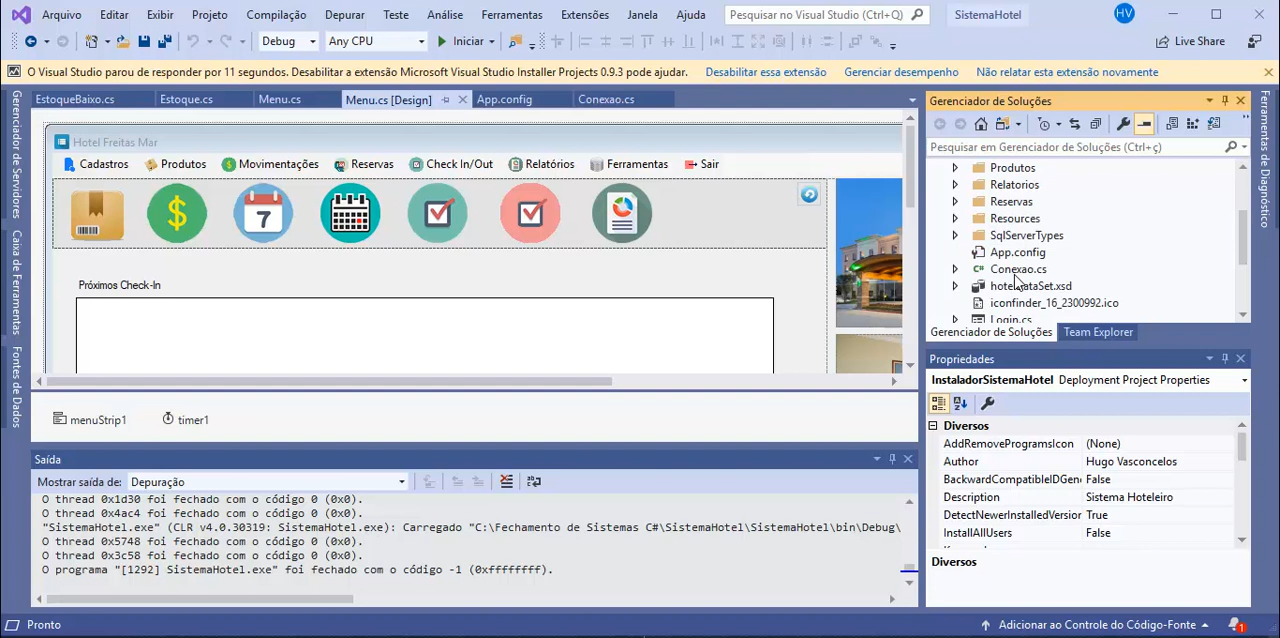 Arquivo Editar Exibir Projeto Compilação Depurar Teste Análise Ferramentas Extensões Janela Ajuda Pesquisar no Visual Studio (Ctrl+Q) SistemaHotel HV
Debug Any CPU Iniciar Live Share
O Visual Studio parou de responder por 11 segundos. Desabilitar a extensão Microsoft Visual Studio Installer Projects 0.9.3 pode ajudar. Desabilitar essa extensão Gerenciar desempenho Não relatar esta extensão novamente
Gerenciador de Servidores
Caixa de Ferramentas
Fontes de Dados
EstoqueBaixo.cs Estoque.cs Menu.cs Menu.cs [Design] App.config Conexao.cs
Hotel Freitas Mar
Cadastros Produtos Movimentações Reservas Check In/Out Relatórios Ferramentas Sair
7
Próximos Check-In
menuStrip1 timer1
Saída
Mostrar saída de: Depuração
O thread 0x1d30 foi fechado com o código 0 (0x0).
O thread 0x4ac4 foi fechado com o código 0 (0x0).
"SistemaHotel.exe" (CLR v4.0.30319: SistemaHotel.exe): Carregado "C:\Fechamento de Sistemas C#\SistemaHotel\SistemaHotel\bin\Debug\
O thread 0x5748 foi fechado com o código 0 (0x0).
O thread 0x3c58 foi fechado com o código 0 (0x0).
O programa "[1292] SistemaHotel.exe" foi fechado com o código -1 (0xffffffff).
Gerenciador de Soluções
Pesquisar em Gerenciador de Soluções (Ctrl+ç)
Produtos
Relatorios
Reservas
Resources
SqlServerTypes
App.config
C# Conexao.cs
hotelDataSet.xsd
iconfinder_16_2300992.ico
Login.cs
Gerenciador de Soluções Team Explorer
Propriedades
InstaladorSistemaHotel Deployment Project Properties
Diversos
AddRemoveProgramsIcon (None)
Author Hugo Vasconcelos
BackwardCompatibleIDGen False
Description Sistema Hoteleiro
DetectNewerInstalledVersion True
InstallAllUsers False
Diversos
Ferramentas de Diagnóstico
Pronto Adicionar ao Controle do Código-Fonte 1